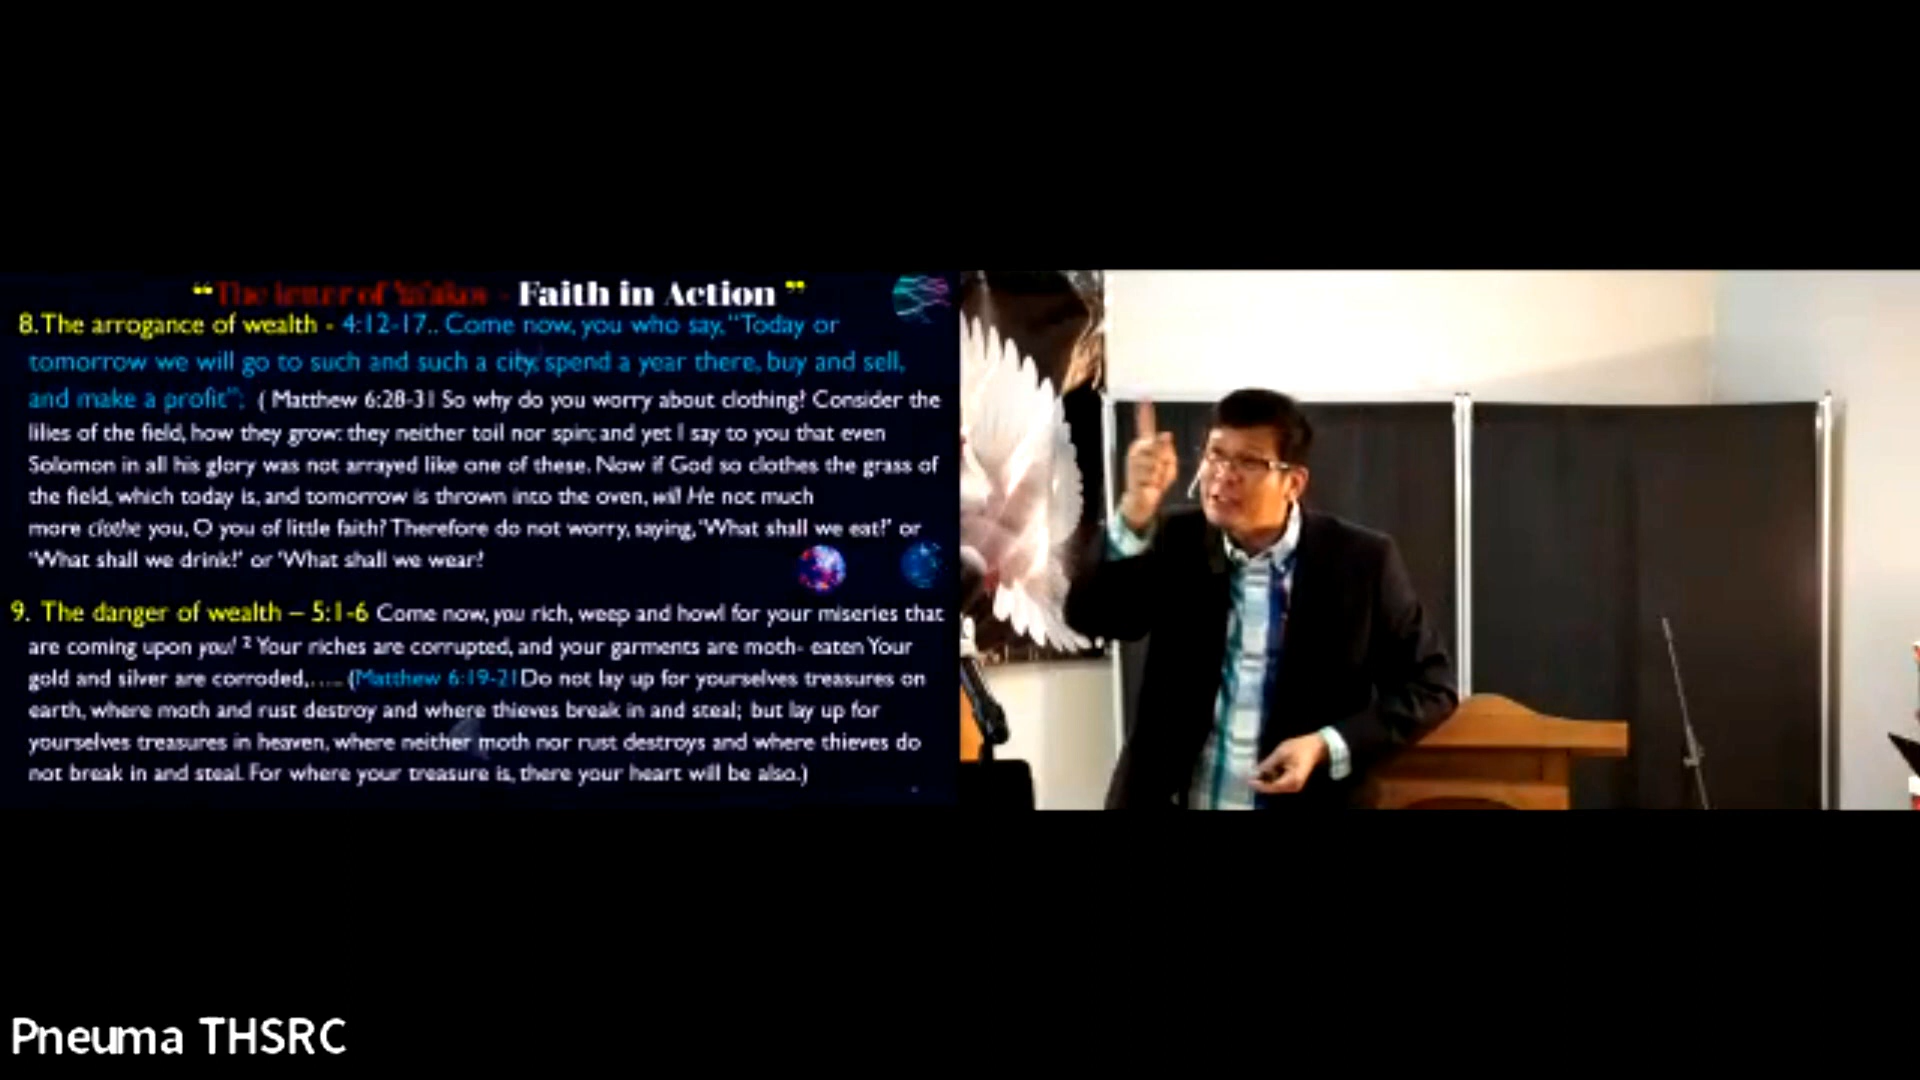 “The letter of Ya'akov - Faith in Action ”
8.The arrogance of wealth - 4:12-17.. Come now, you who say, “Today or
tomorrow we will go to such and such a city, spend a year there, buy and sell,
and make a profit”; ( Matthew 6:28-31 So why do you worry about clothing? Consider the
lilies of the field, how they grow: they neither toil nor spin; and yet I say to you that even
Solomon in all his glory was not arrayed like one of these. Now if God so clothes the grass of
the field, which today is, and tomorrow is thrown into the oven, will He not much
more clothe you, O you of little faith? Therefore do not worry, saying, ‘What shall we eat?’ or
‘What shall we drink?’ or ‘What shall we wear?
9. The danger of wealth – 5:1-6 Come now, you rich, weep and howl for your miseries that
are coming upon you! ² Your riches are corrupted, and your garments are moth- eaten Your
gold and silver are corroded,..... (Matthew 6:19-21 Do not lay up for yourselves treasures on
earth, where moth and rust destroy and where thieves break in and steal; but lay up for
yourselves treasures in heaven, where neither moth nor rust destroys and where thieves do
not break in and steal. For where your treasure is, there your heart will be also.)
Pneuma THSRC